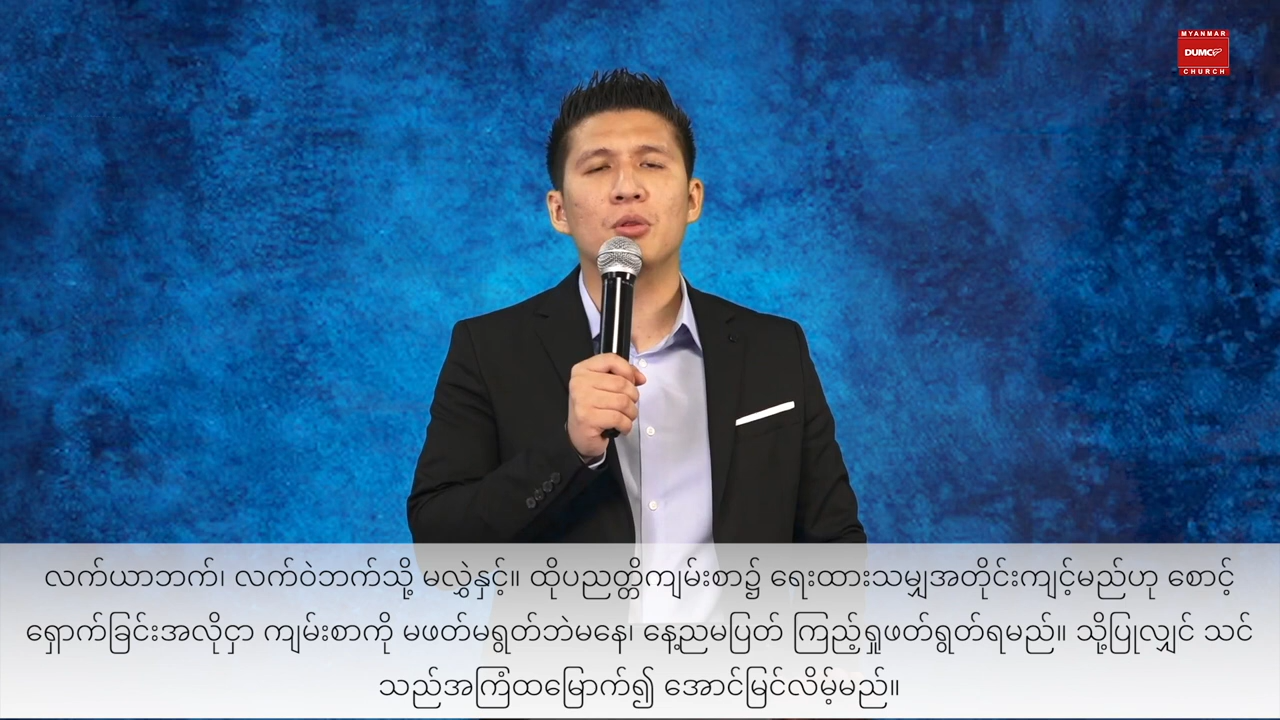 MYANMAR
DUMC
CHURCH
လက်ယာဘက်၊ လက်ဝဲဘက်သို့ မလွှဲနှင့်။ ထိုပညတ္တိကျမ်းစာ၌ ရေးထားသမျှအတိုင်းကျင့်မည်ဟု စောင့်
ရှောက်ခြင်းအလိုငှာ ကျမ်းစာကို မဖတ်မရွတ်ဘဲမနေ၊ နေ့ညမပြတ် ကြည့်ရှုဖတ်ရွတ်ရမည်။ သို့ပြုလျှင် သင်
သည်အကြံထမြောက်၍ အောင်မြင်လိမ့်မည်။